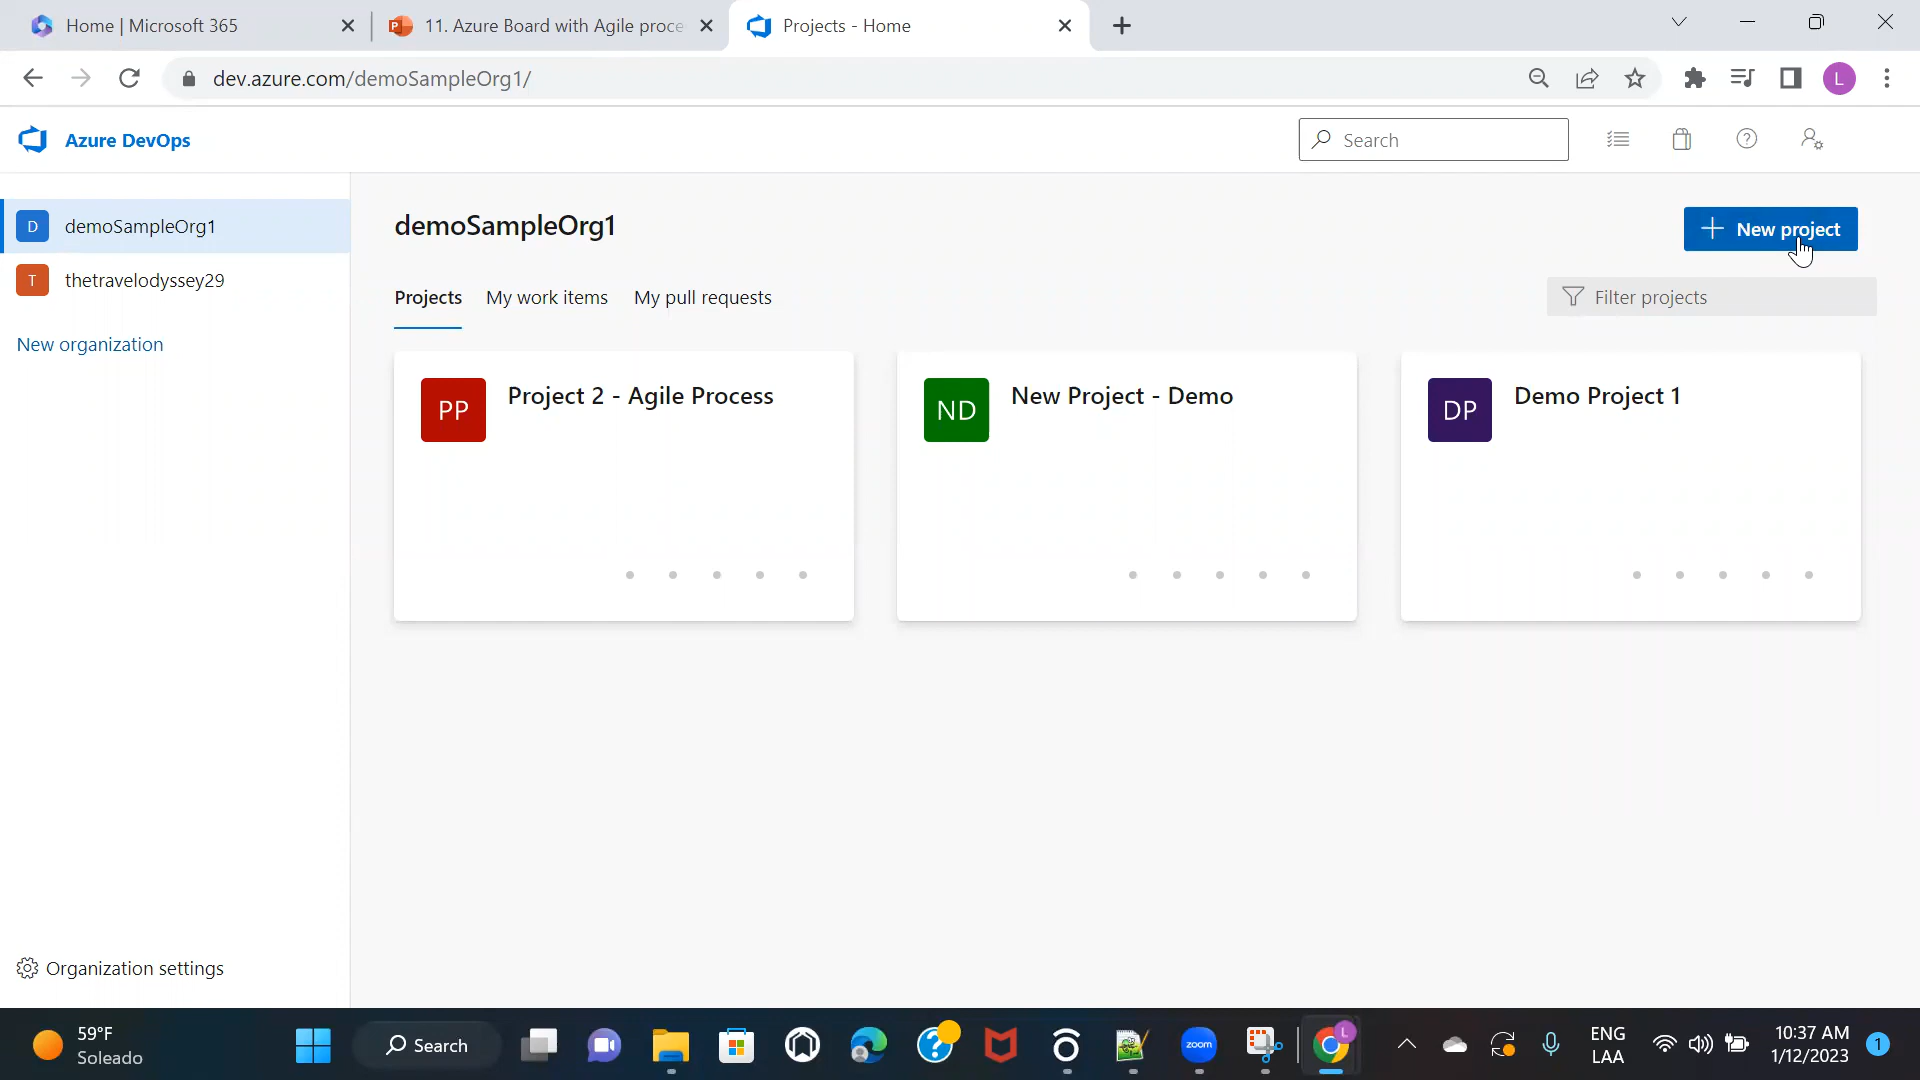 Home | Microsoft 365
11. Azure Board with Agile proce
Projects - Home
dev.azure.com/demoSampleOrg1/
L
Azure DevOps
Search
D demoSampleOrg1
T thetravelodyssey29
New organization
Organization settings
demoSampleOrg1
New project
Projects My work items My pull requests
Filter projects
PP Project 2 - Agile Process
ND New Project - Demo
DP Demo Project 1
59°F
Soleado
Search
zoom
L
ENG
LAA
10:37 AM
1/12/2023
1